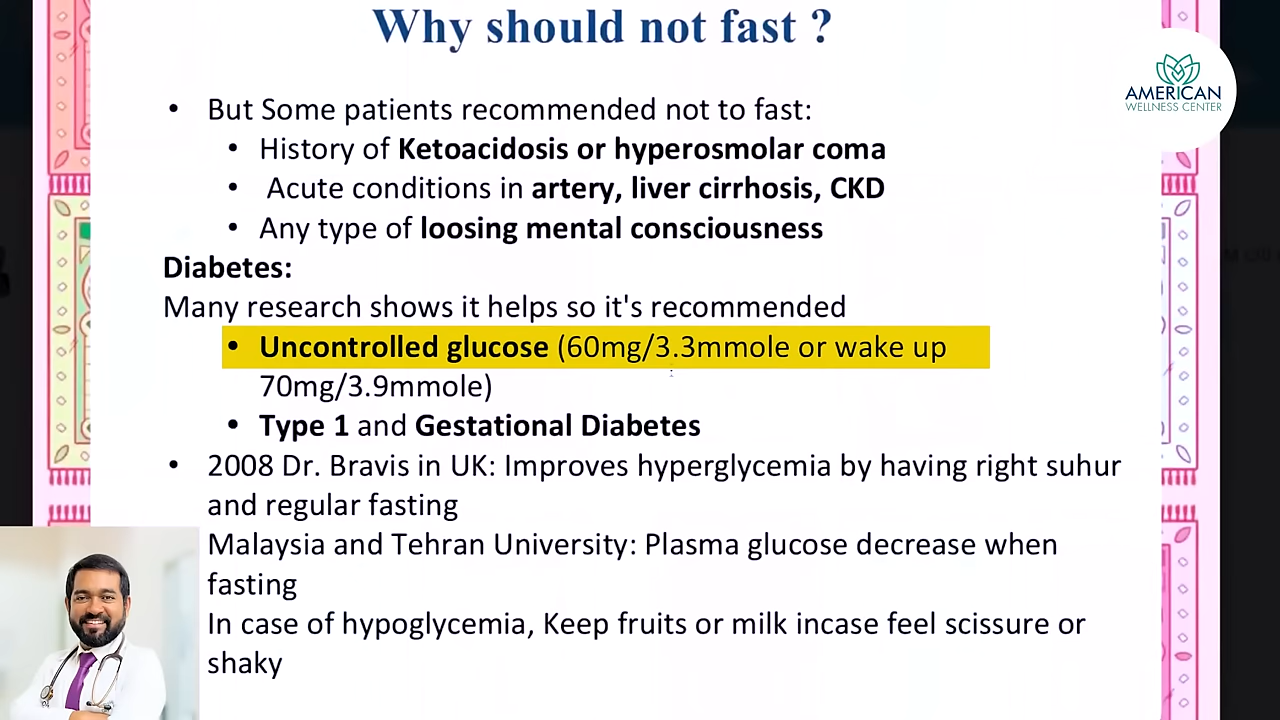 Why should not fast ?
AMERICAN
WELLNESS CENTER
• But Some patients recommended not to fast:
• History of Ketoacidosis or hyperosmolar coma
• Acute conditions in artery, liver cirrhosis, CKD
• Any type of loosing mental consciousness
Diabetes:
Many research shows it helps so it's recommended
• Uncontrolled glucose (60mg/3.3mmole or wake up
70mg/3.9mmole)
• Type 1 and Gestational Diabetes
• 2008 Dr. Bravis in UK: Improves hyperglycemia by having right suhur
and regular fasting
Malaysia and Tehran University: Plasma glucose decrease when
fasting
In case of hypoglycemia, Keep fruits or milk incase feel scissure or
shaky